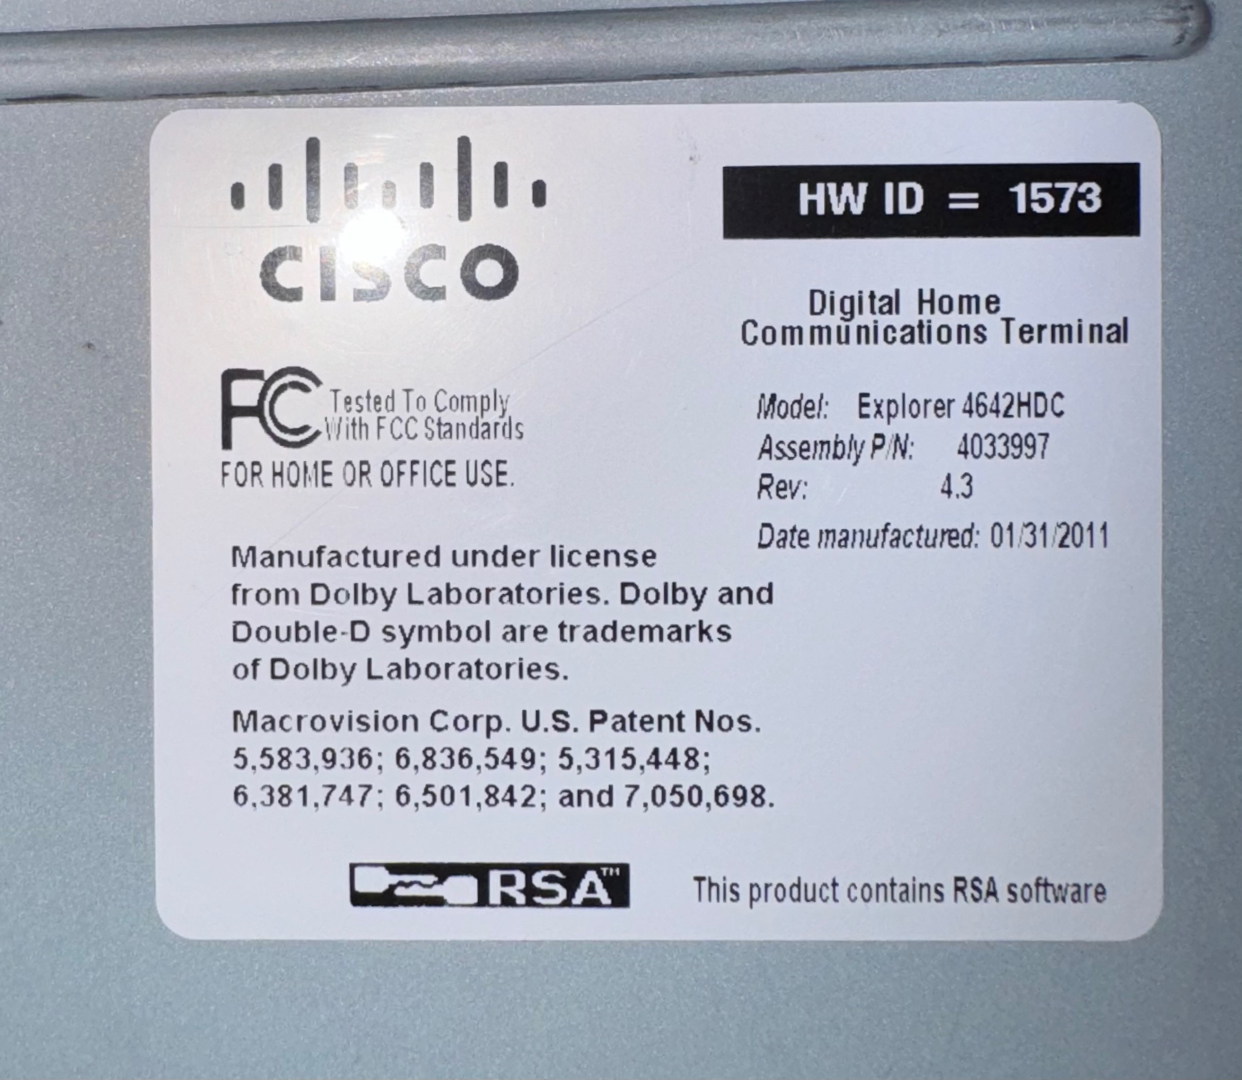 CISCO
HW ID = 1573
Digital Home
Communications Terminal
FC Tested To Comply
With FCC Standards
FOR HOME OR OFFICE USE.
Model: Explorer 4642HDC
Assembly P/N: 4033997
Rev: 4.3
Date manufactured: 01/31/2011
Manufactured under license
from Dolby Laboratories. Dolby and
Double-D symbol are trademarks
of Dolby Laboratories.
Macrovision Corp. U.S. Patent Nos.
5,583,936; 6,836,549; 5,315,448;
6,381,747; 6,501,842; and 7,050,698.
RSA™
This product contains RSA software